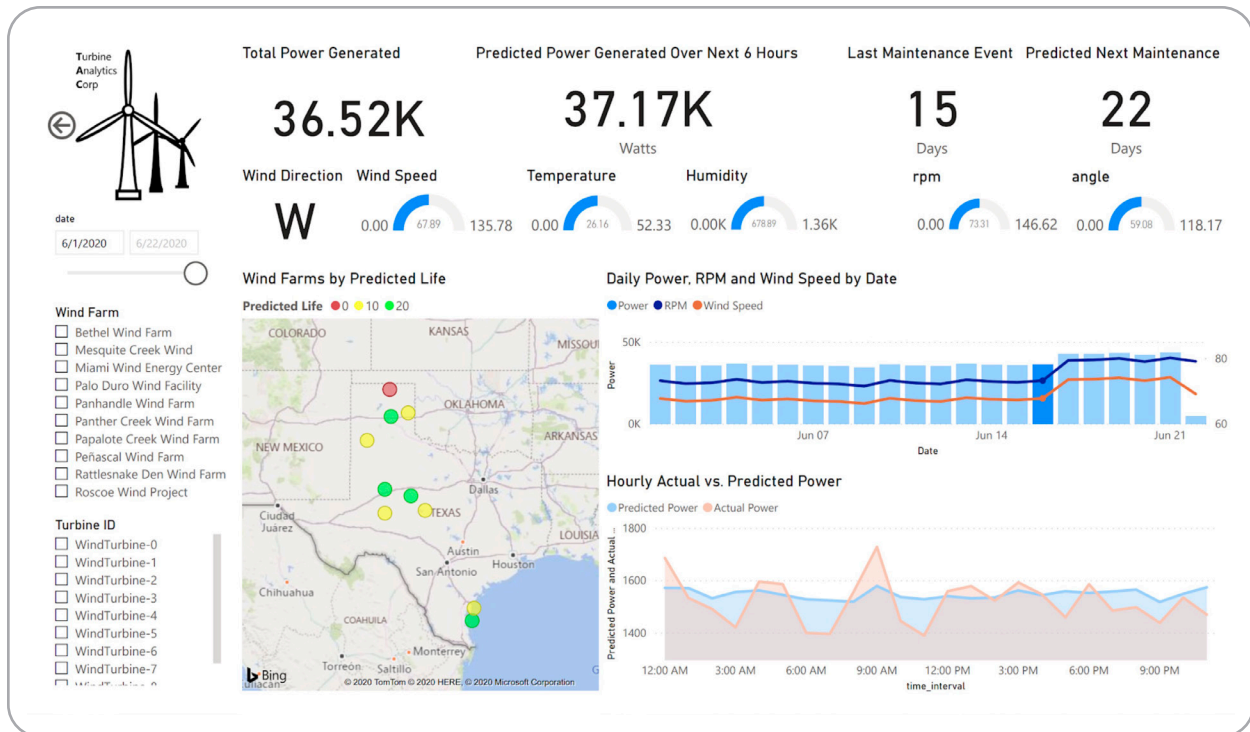 Turbine
Analytics
Corp
date
6/1/2020 6/22/2020
Wind Farm
Bethel Wind Farm
Mesquite Creek Wind
Miami Wind Energy Center
Palo Duro Wind Facility
Panhandle Wind Farm
Panther Creek Wind Farm
Papalote Creek Wind Farm
Peñascal Wind Farm
Rattlesnake Den Wind Farm
Roscoe Wind Project
Turbine ID
WindTurbine-0
WindTurbine-1
WindTurbine-2
WindTurbine-3
WindTurbine-4
WindTurbine-5
WindTurbine-6
WindTurbine-7
Total Power Generated
36.52K
Predicted Power Generated Over Next 6 Hours
37.17K
Watts
Last Maintenance Event
15
Days
Predicted Next Maintenance
22
Days
Wind Direction
W
Wind Speed
0.00 67.89 135.78
Temperature
0.00 26.16 52.33
Humidity
0.00K 678.89 1.36K
rpm
0.00 73.31 146.62
angle
0.00 59.08 118.17
Wind Farms by Predicted Life
Predicted Life 0 10 20
COLORADO
KANSAS
MISSOU
OKLAHOMA
ARKANSAS
NEW MEXICO
Dallas
Ciudad
Juárez
TEXAS
LOUISIA
Austin
San Antonio
Houston
Chihuahua
COAHUILA
Monterrey
Torreón
Saltillo
Bing
© 2020 TomTom © 2020 HERE, © 2020 Microsoft Corporation
Daily Power, RPM and Wind Speed by Date
Power RPM Wind Speed
Power
50K
0K
80
60
Jun 07 Jun 14 Jun 21
Date
Hourly Actual vs. Predicted Power
Predicted Power Actual Power
Predicted Power and Actual ...
1800
1600
1400
12:00 AM 3:00 AM 6:00 AM 9:00 AM 12:00 PM 3:00 PM 6:00 PM 9:00 PM
time_interval